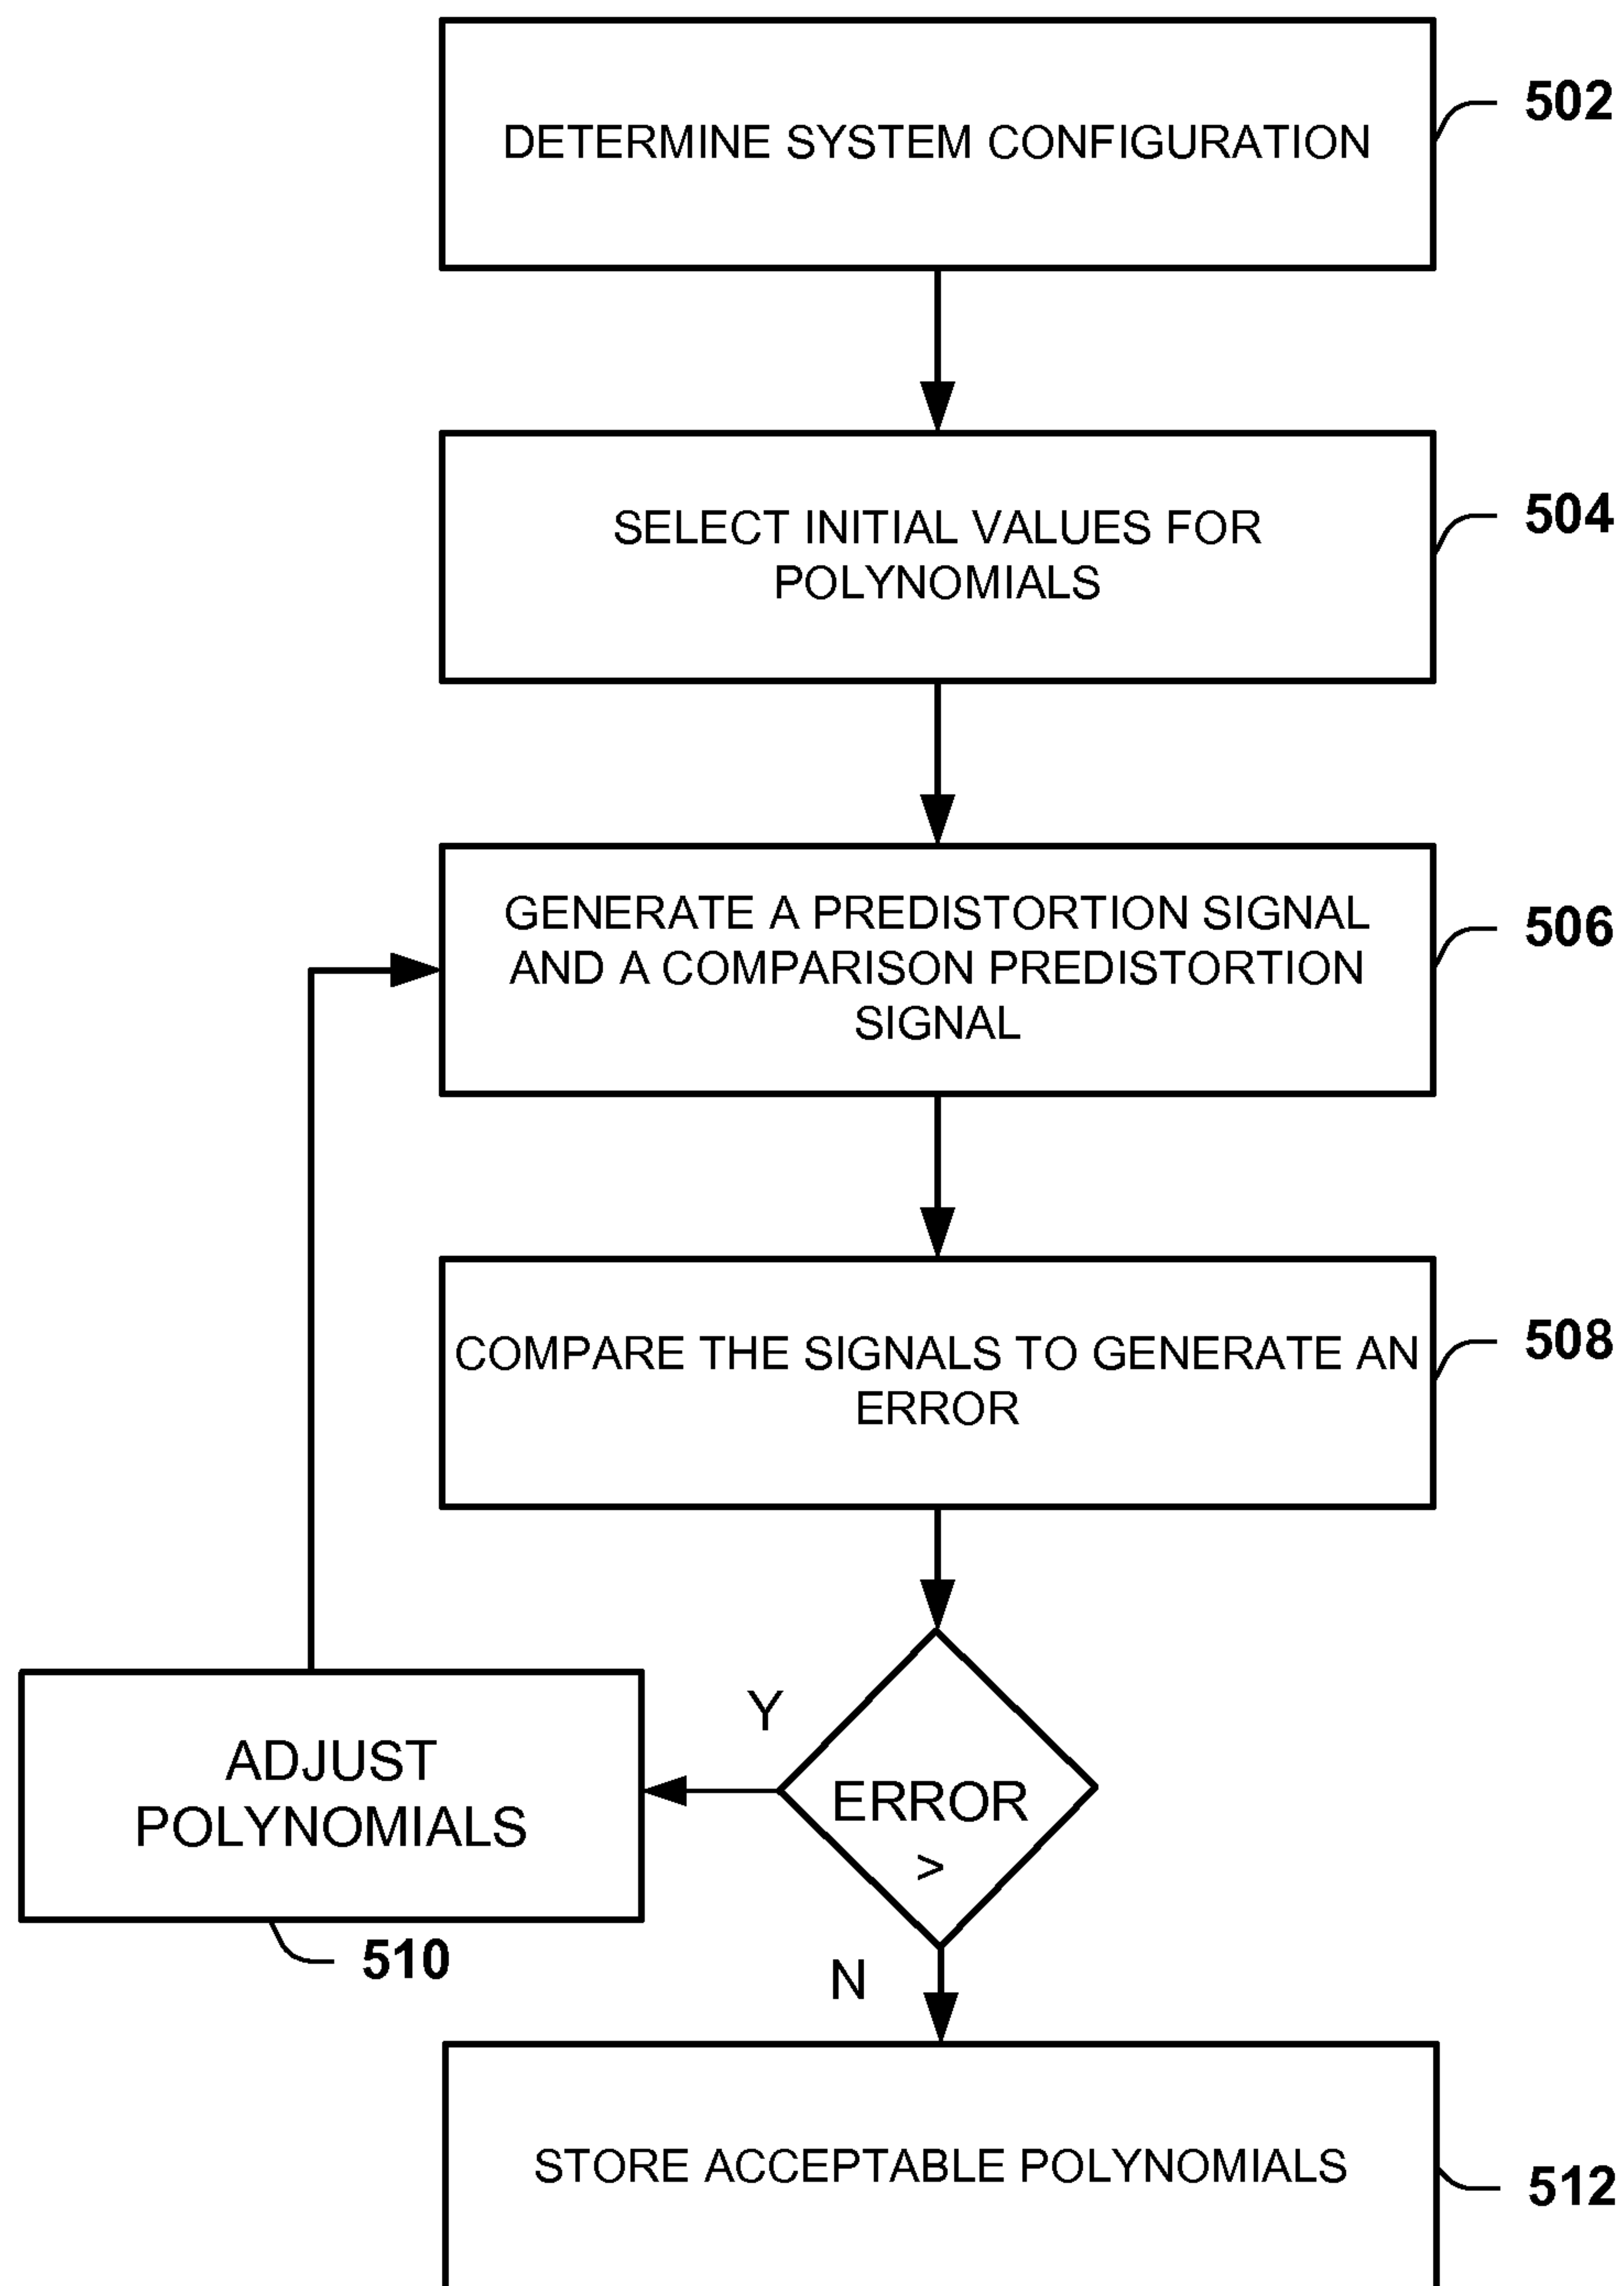 DETERMINE SYSTEM CONFIGURATION
502
SELECT INITIAL VALUES FOR
POLYNOMIALS
504
GENERATE A PREDISTORTION SIGNAL
AND A COMPARISON PREDISTORTION
SIGNAL
506
COMPARE THE SIGNALS TO GENERATE AN
ERROR
508
Y
ERROR
>
ADJUST
POLYNOMIALS
510
N
STORE ACCEPTABLE POLYNOMIALS
512